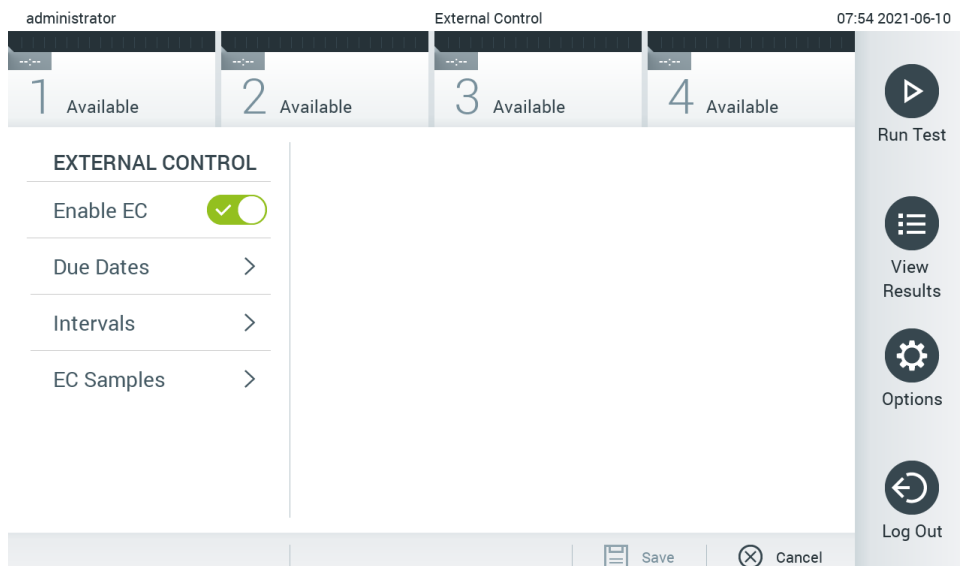 administrator External Control 07:54 2021-06-10
--:-- --:-- --:-- --:--
1 Available 2 Available 3 Available 4 Available
Run Test
EXTERNAL CONTROL
Enable EC
Due Dates
Intervals
EC Samples
View
Results
Options
Log Out
Save Cancel